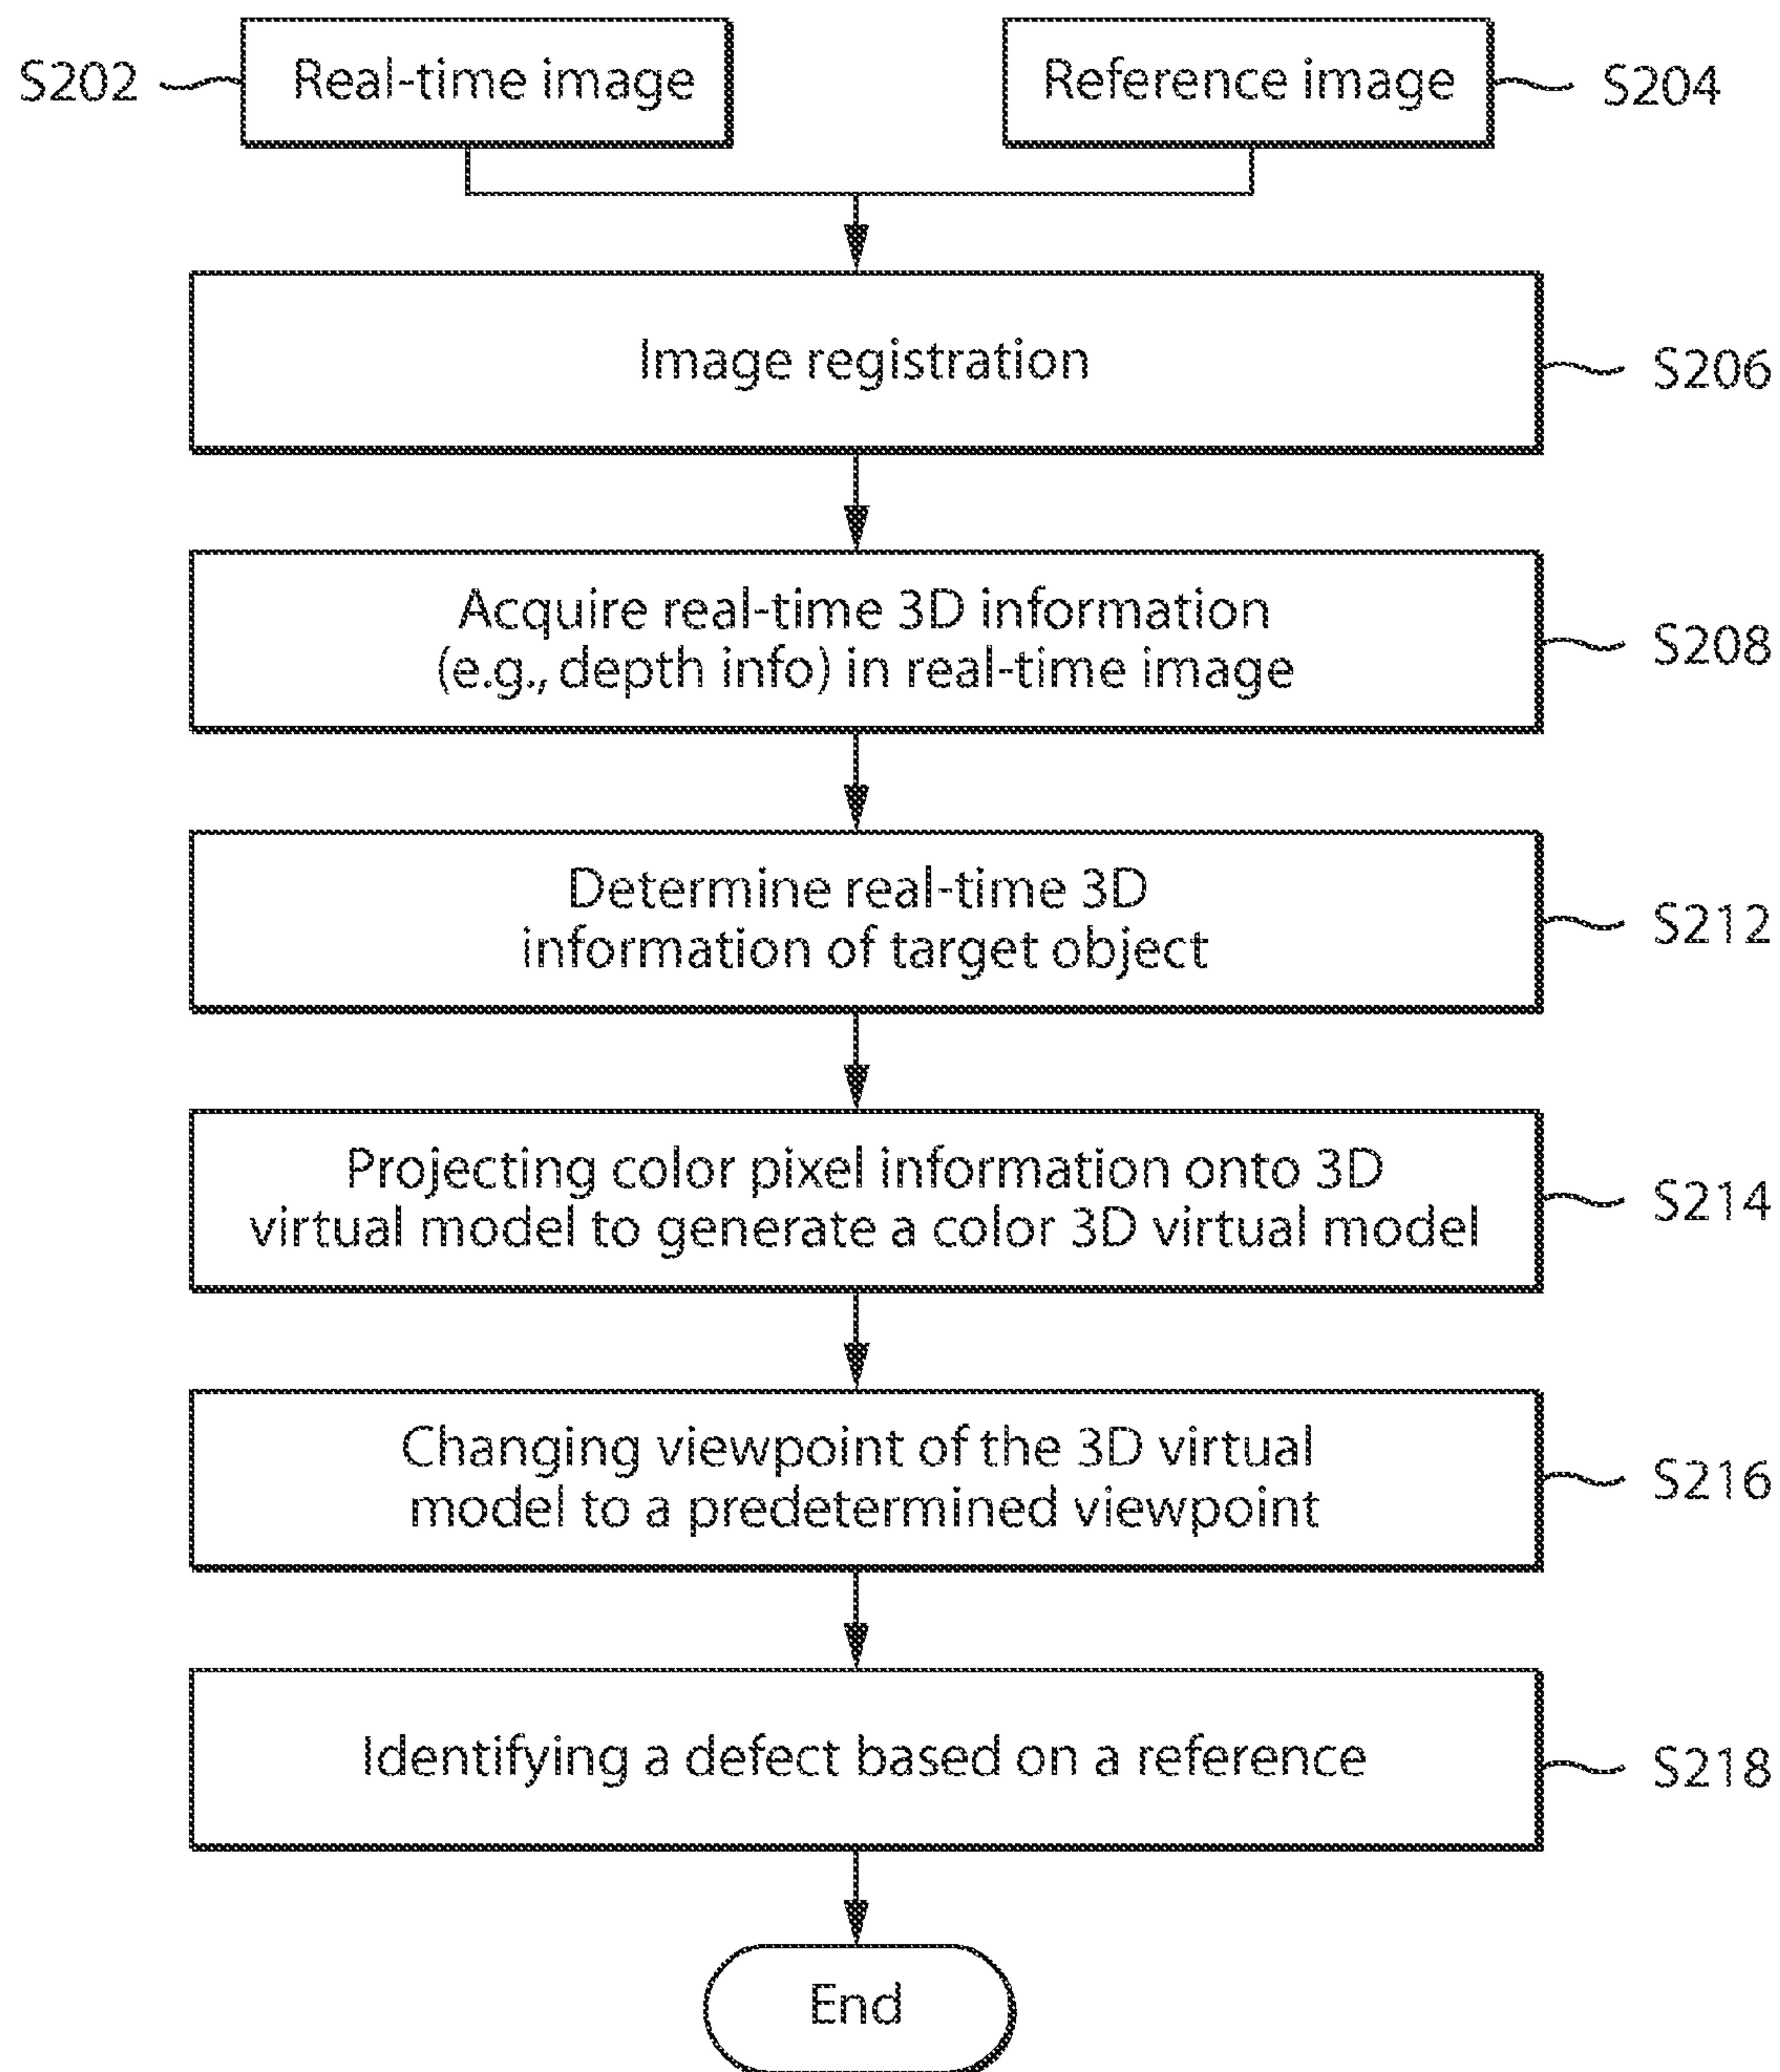 S202
Real-time image
Reference image
S204
Image registration
S206
Acquire real-time 3D information
(e.g., depth info) in real-time image
S208
Determine real-time 3D
information of target object
S212
Projecting color pixel information onto 3D
virtual model to generate a color 3D virtual model
S214
Changing viewpoint of the 3D virtual
model to a predetermined viewpoint
S216
Identifying a defect based on a reference
S218
End